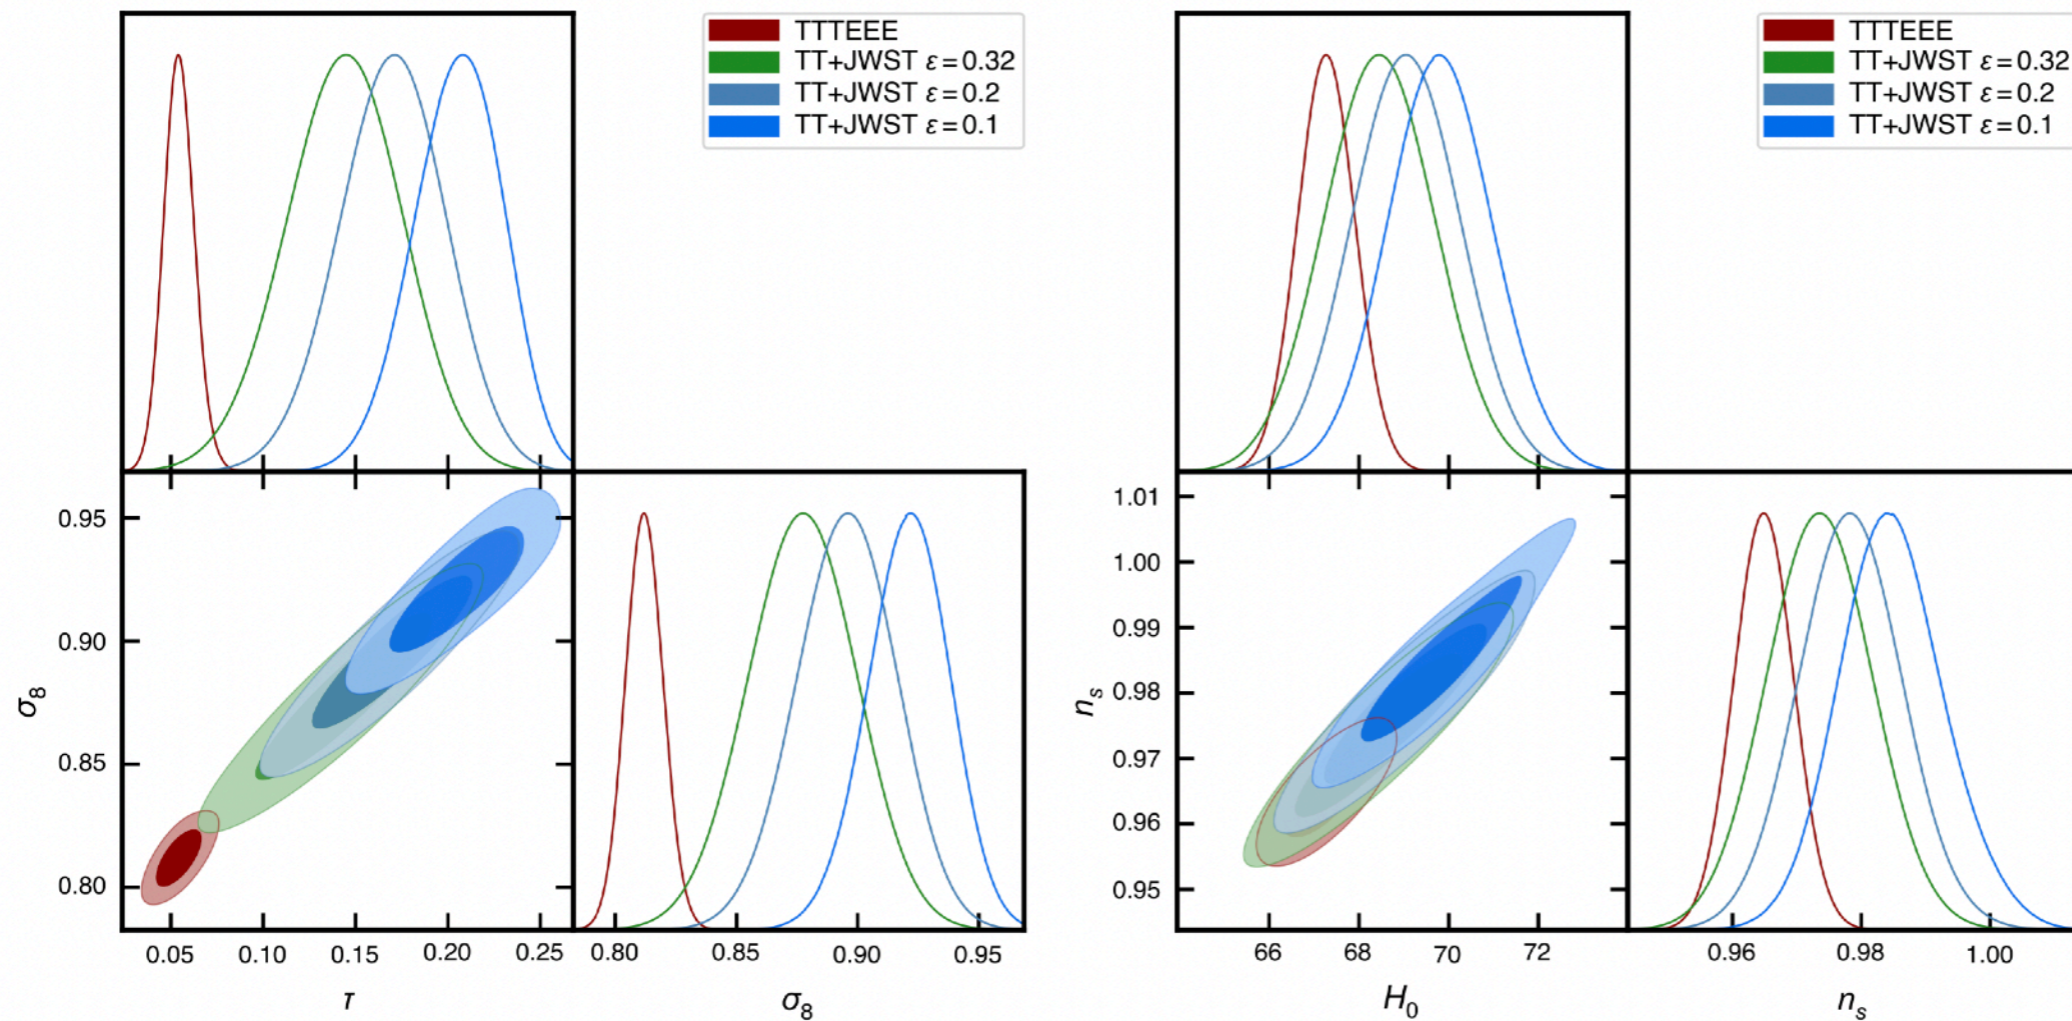 TTTEEE
TT+JWST ε=0.32
TT+JWST ε=0.2
TT+JWST ε=0.1
0.95
0.90
0.85
0.80
σ8
0.05 0.10 0.15 0.20 0.25
τ
0.80 0.85 0.90 0.95
σ8
TTTEEE
TT+JWST ε=0.32
TT+JWST ε=0.2
TT+JWST ε=0.1
1.01
1.00
0.99
0.98
0.97
0.96
0.95
ns
66 68 70 72
H0
0.96 0.98 1.00
ns